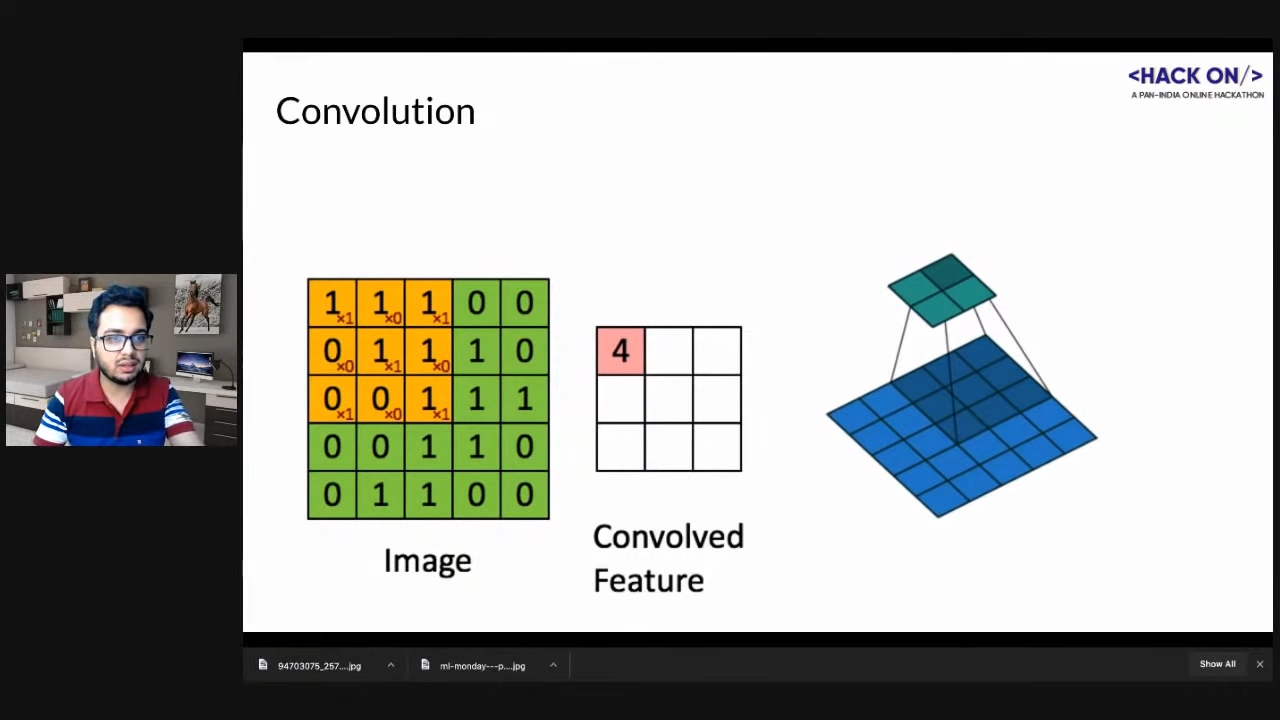 <HACK ON/>
A PAN-INDIA ONLINE HACKATHON
Convolution
1×1 1×0 1×1 0 0
0×0 1×1 1×0 1 0
0×1 0×0 1×1 1 1
0 0 1 1 0
0 1 1 0 0
Image
4
Convolved
Feature
94703075_257....jpg
ml-monday---p....jpg
Show All